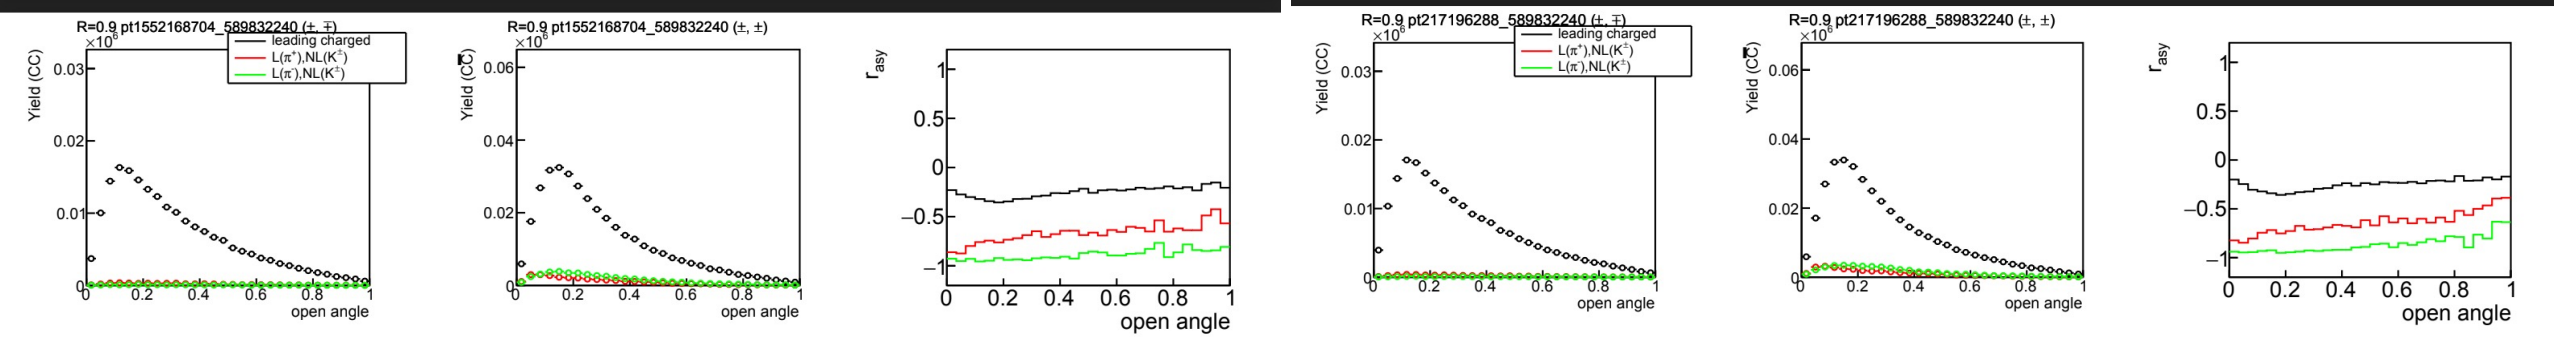 R=0.9 pt1552168704_589832240 (±, ∓)
×10⁶
leading charged
L(π⁺),NL(K±)
L(π⁻),NL(K±)
Yield (CC)
0.03
0.02
0.01
0
0 0.2 0.4 0.6 0.8 1
open angle
R=0.9 pt1552168704_589832240 (±, ±)
×10⁶
Yield (CC̅)
0.06
0.04
0.02
0
0 0.2 0.4 0.6 0.8 1
open angle
r_asy
1
0.5
0
−0.5
−1
0 0.2 0.4 0.6 0.8 1
open angle
R=0.9 pt217196288_589832240 (±, ∓)
×10⁶
leading charged
L(π⁺),NL(K±)
L(π⁻),NL(K±)
Yield (CC)
0.03
0.02
0.01
0
0 0.2 0.4 0.6 0.8 1
open angle
R=0.9 pt217196288_589832240 (±, ±)
×10⁶
Yield (CC̅)
0.06
0.04
0.02
0
0 0.2 0.4 0.6 0.8 1
open angle
r_asy
1
0.5
0
−0.5
−1
0 0.2 0.4 0.6 0.8 1
open angle